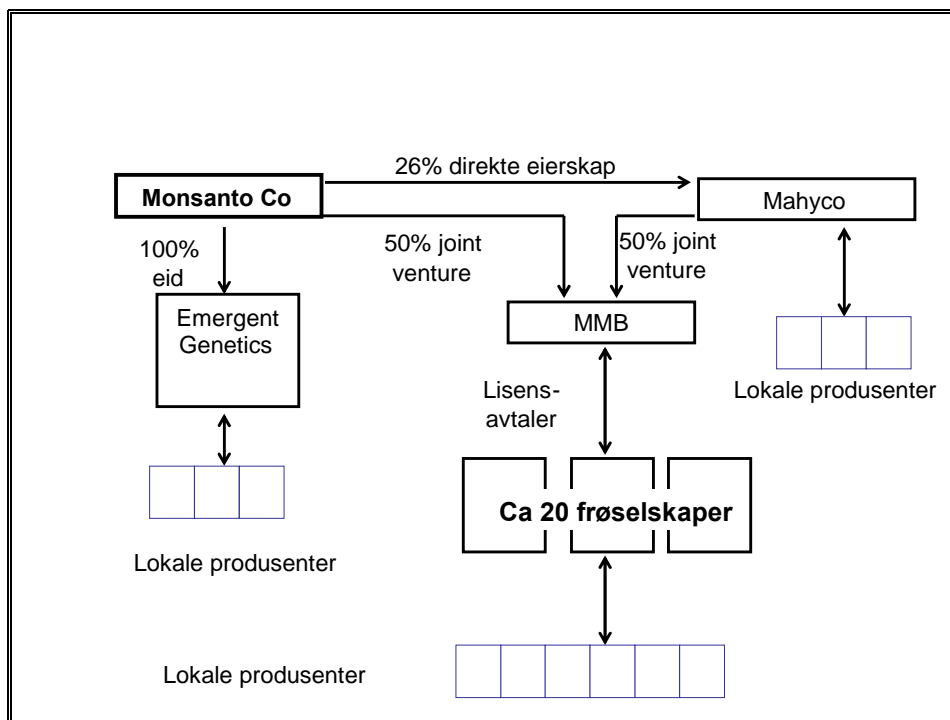 26% direkte eierskap
Monsanto Co
Mahyco
100%
eid
50% joint
venture
50% joint
venture
Emergent
Genetics
MMB
Lisens-
avtaler
Lokale produsenter
Ca 20 frøselskaper
Lokale produsenter
Lokale produsenter